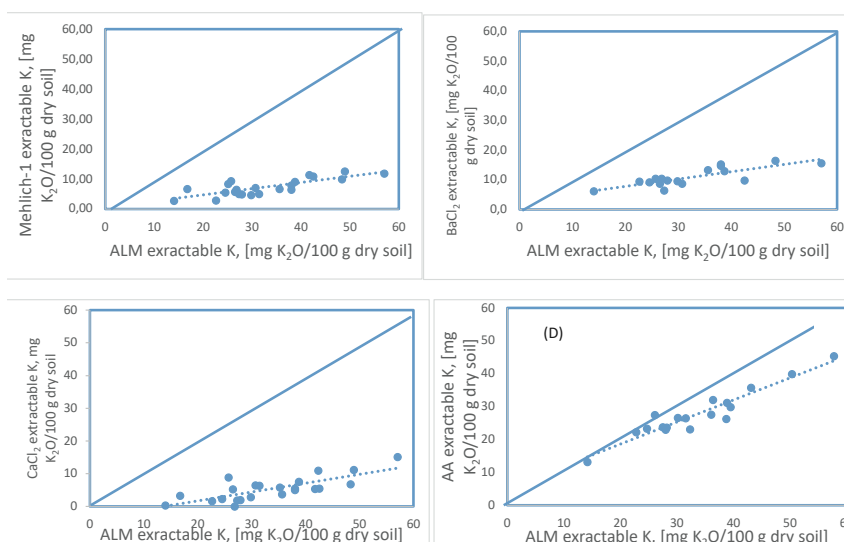 Mehlich-1 extractable K, [mg
K₂O/100 g dry soil]
60,00
50,00
40,00
30,00
20,00
10,00
0,00
0 10 20 30 40 50 60
ALM exractable K, [mg K₂O/100 g dry soil]
BaCl₂ extractable K, [mg K₂O/100
g dry soil]
60,0
50,0
40,0
30,0
20,0
10,0
0,0
0 10 20 30 40 50 60
ALM exractable K, [mg K₂O/100 g dry soil]
CaCl₂ extractable K, mg
K₂O/100 g dry soil
60
50
40
30
20
10
0
0 10 20 30 40 50 60
ALM exractable K, [mg K₂O/100 g dry soil]
(D)
AA exractable K, [mg
K₂O/100 g dry soil]
60
50
40
30
20
10
0
0 10 20 30 40 50 60
ALM exractable K, [mg K₂O/100 g dry soil]